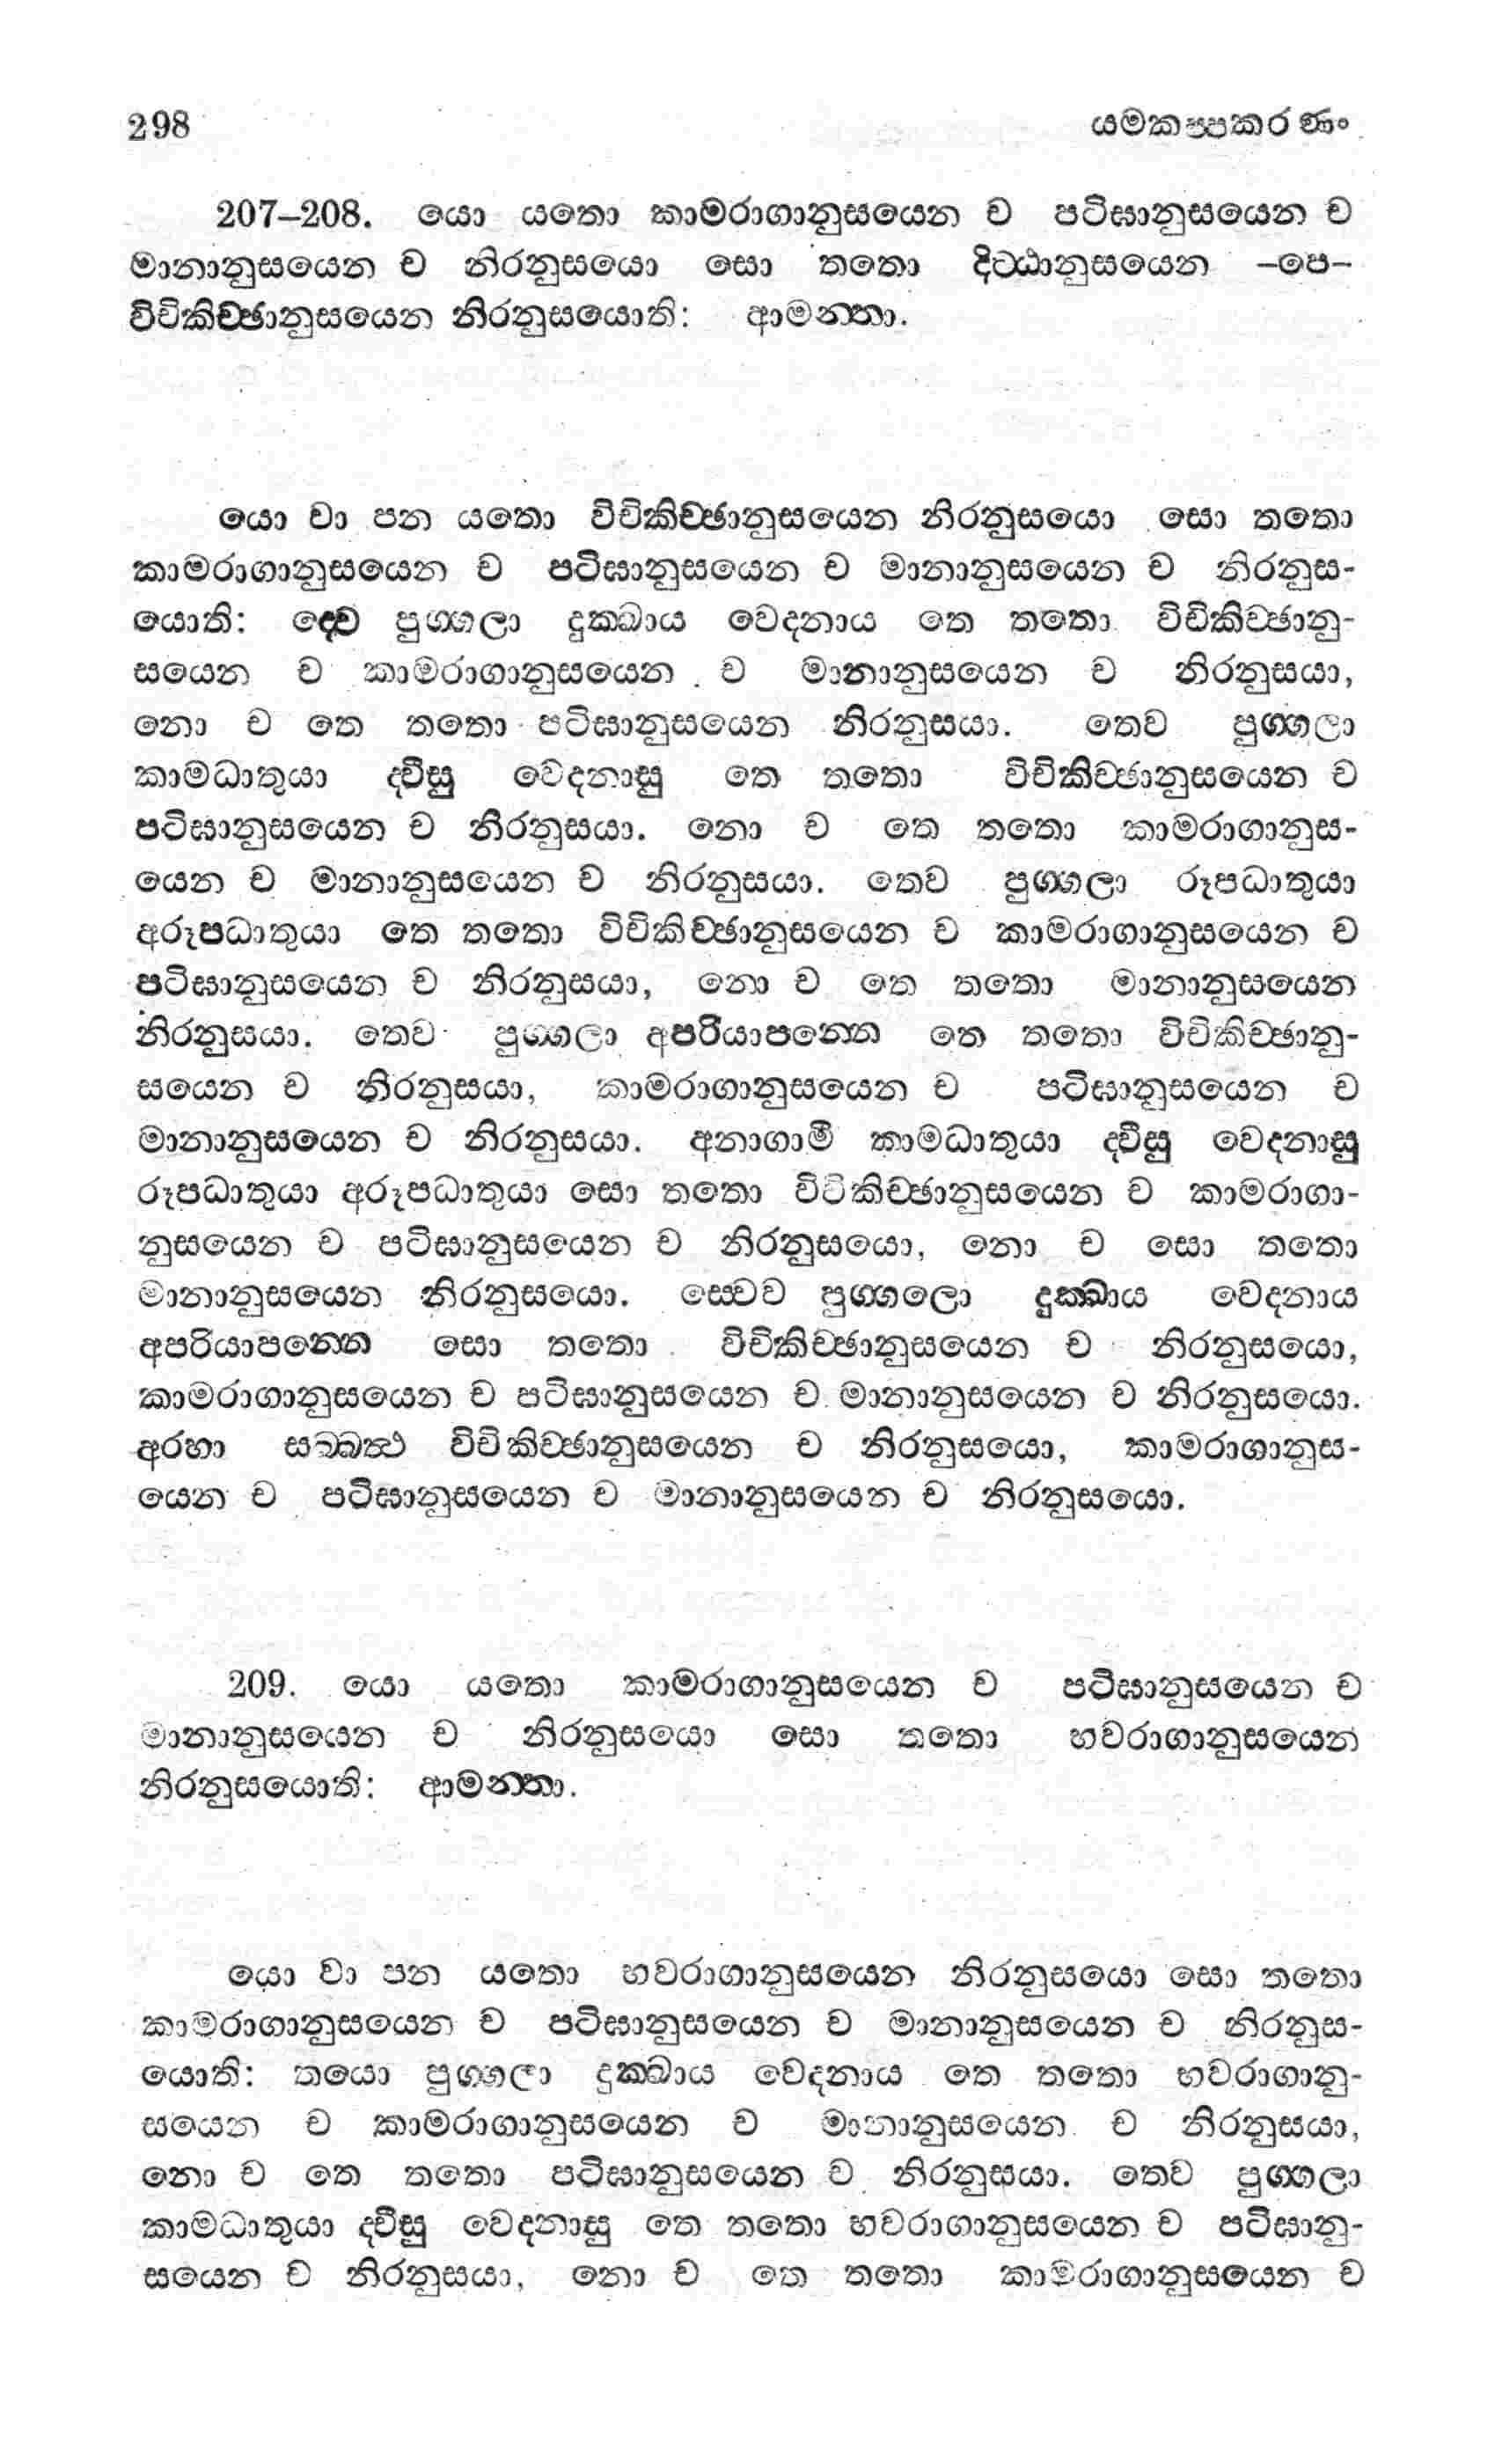 298 යමකප්පකරණං
207–208. යො යතො කාමරාගානුසයෙන ච පටිඝානුසයෙන ච
මානානුසයෙන ච නිරනුසයො සො තතො දිට්ඨානුසයෙන –පෙ–
විචිකිච්ඡානුසයෙන නිරනුසයොති: ආමන්තා.
යො වා පන යතො විචිකිච්ඡානුසයෙන නිරනුසයො සො තතො
කාමරාගානුසයෙන ච පටිඝානුසයෙන ච මානානුසයෙන ච නිරනුස-
යොති: ද්වෙ පුග්ගලා දුක්ඛාය වෙදනාය තෙ තතො විචිකිච්ඡානු-
සයෙන ච කාමරාගානුසයෙන ච මානානුසයෙන ච නිරනුසයා,
නො ච තෙ තතො පටිඝානුසයෙන නිරනුසයා. තෙව පුග්ගලා
කාමධාතුයා ද්වීසු වෙදනාසු තෙ තතො විචිකිච්ඡානුසයෙන ච
පටිඝානුසයෙන ච නිරනුසයා. නො ච තෙ තතො කාමරාගානුස-
යෙන ච මානානුසයෙන ච නිරනුසයා. තෙව පුග්ගලා රූපධාතුයා
අරූපධාතුයා තෙ තතො විචිකිච්ඡානුසයෙන ච කාමරාගානුසයෙන ච
පටිඝානුසයෙන ච නිරනුසයා, නො ච තෙ තතො මානානුසයෙන
නිරනුසයා. තෙව පුග්ගලා අපරියාපන්නෙ තෙ තතො විචිකිච්ඡානු-
සයෙන ච නිරනුසයා, කාමරාගානුසයෙන ච පටිඝානුසයෙන ච
මානානුසයෙන ච නිරනුසයා. අනාගාමී කාමධාතුයා ද්වීසු වෙදනාසු
රූපධාතුයා අරූපධාතුයා සො තතො විචිකිච්ඡානුසයෙන ච කාමරාගා-
නුසයෙන ච පටිඝානුසයෙන ච නිරනුසයො, නො ච සො තතො
මානානුසයෙන නිරනුසයො. ස්වෙව පුග්ගලො දුක්ඛාය වෙදනාය
අපරියාපන්නෙ සො තතො විචිකිච්ඡානුසයෙන ච නිරනුසයො,
කාමරාගානුසයෙන ච පටිඝානුසයෙන ච මානානුසයෙන ච නිරනුසයො.
අරහා සබ්බත්ථ විචිකිච්ඡානුසයෙන ච නිරනුසයො, කාමරාගානුස-
යෙන ච පටිඝානුසයෙන ච මානානුසයෙන ච නිරනුසයො.
209. යො යතො කාමරාගානුසයෙන ච පටිඝානුසයෙන ච
මානානුසයෙන ච නිරනුසයො සො තතො භවරාගානුසයෙන
නිරනුසයොති: ආමන්තා.
යො වා පන යතො භවරාගානුසයෙන නිරනුසයො සො තතො
කාමරාගානුසයෙන ච පටිඝානුසයෙන ච මානානුසයෙන ච නිරනුස-
යොති: තයො පුග්ගලා දුක්ඛාය වෙදනාය තෙ තතො භවරාගානු-
සයෙන ච කාමරාගානුසයෙන ච මානානුසයෙන ච නිරනුසයා,
නො ච තෙ තතො පටිඝානුසයෙන ච නිරනුසයා. තෙව පුග්ගලා
කාමධාතුයා ද්වීසු වෙදනාසු තෙ තතො භවරාගානුසයෙන ච පටිඝානු-
සයෙන ච නිරනුසයා, නො ච තෙ තතො කාමරාගානුසයෙන ච